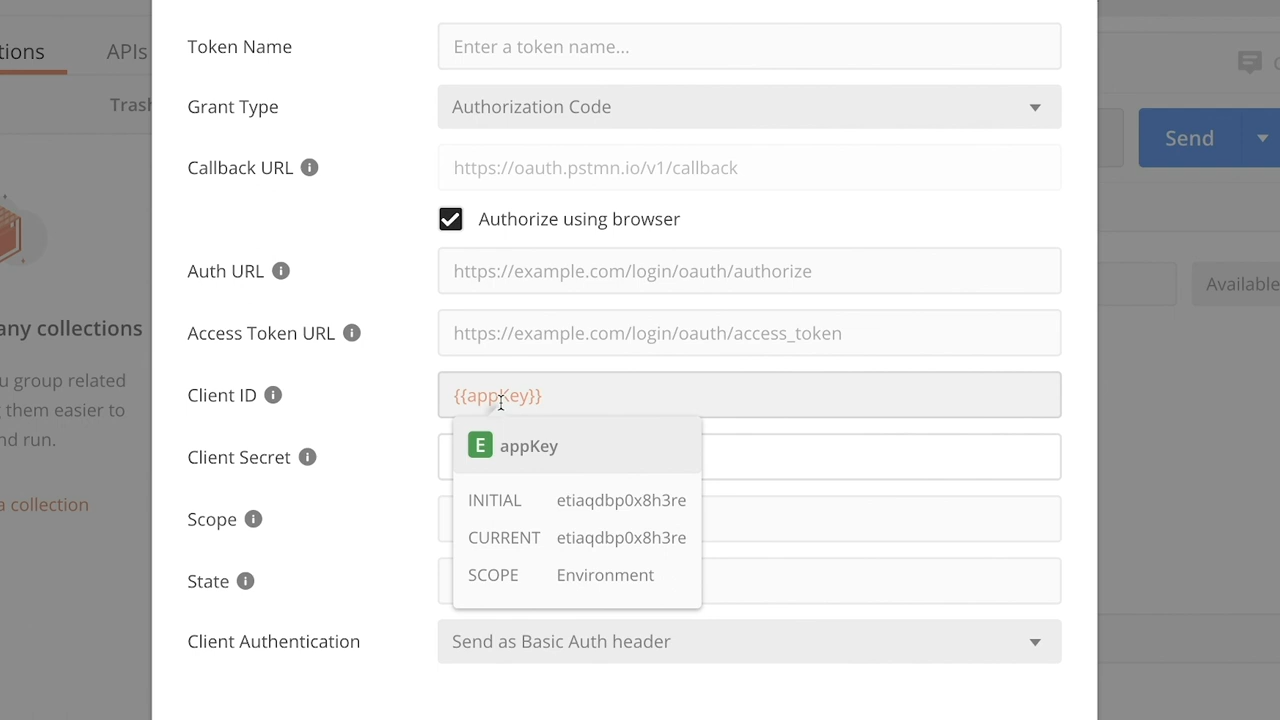 tions
APIs
Trash
Send
Available
any collections
u group related
them easier to
nd run.
a collection
Token Name
Enter a token name...
Grant Type
Authorization Code
Callback URL
https://oauth.pstmn.io/v1/callback
Authorize using browser
Auth URL
https://example.com/login/oauth/authorize
Access Token URL
https://example.com/login/oauth/access_token
Client ID
{{appKey}}
E appKey
INITIAL etiaqdbp0x8h3re
CURRENT etiaqdbp0x8h3re
SCOPE Environment
Client Secret
Scope
State
Client Authentication
Send as Basic Auth header